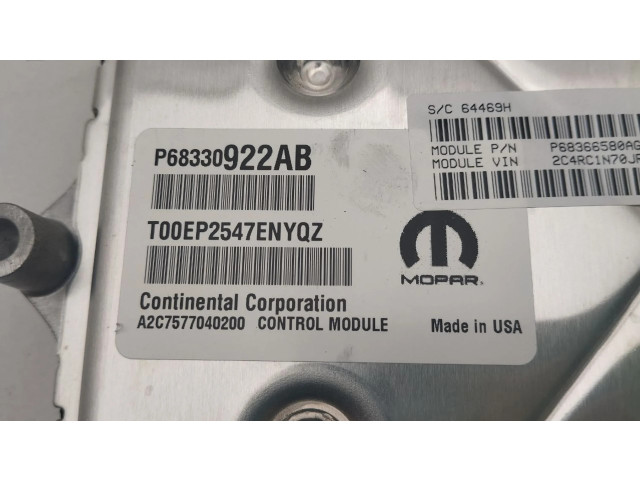 S/C 64469H
MODULE P/N P68366580AG
MODULE VIN 2C4RC1N70JR
P68330922AB
T00EP2547ENYQZ
MOPAR
Continental Corporation
A2C7577040200 CONTROL MODULE
Made in USA